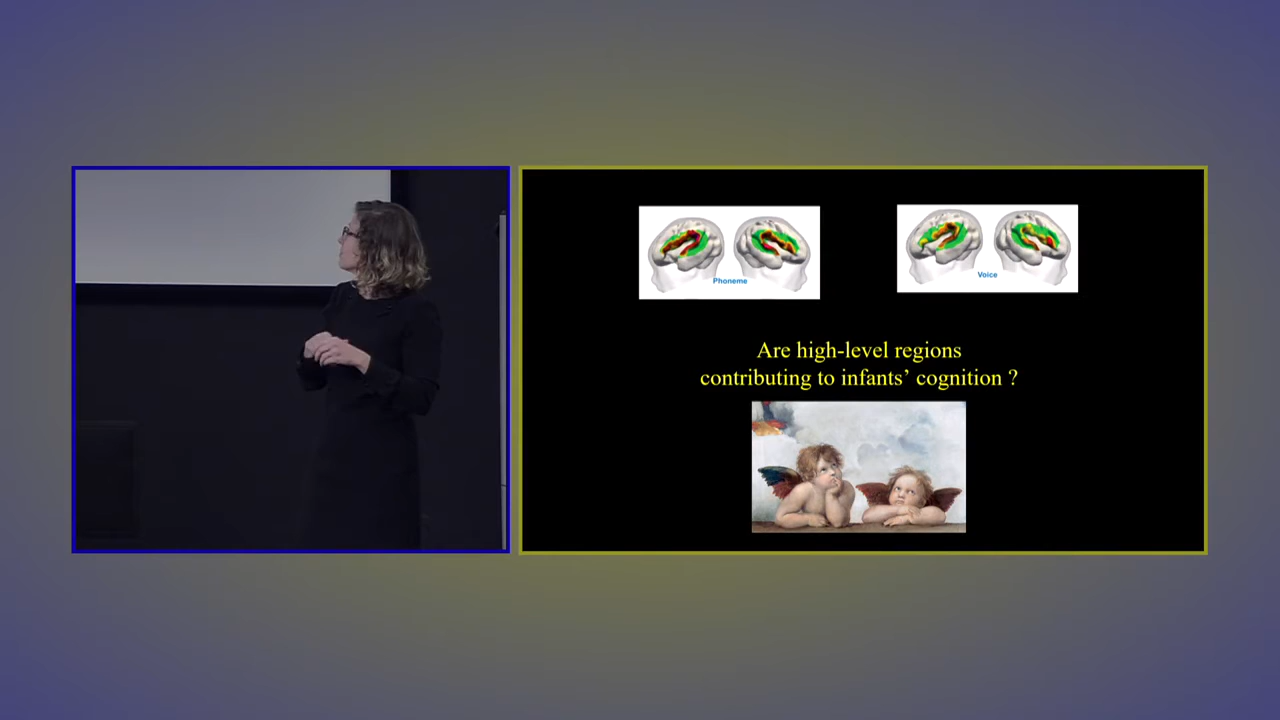 Phoneme
Voice
Are high-level regions
contributing to infants’ cognition ?